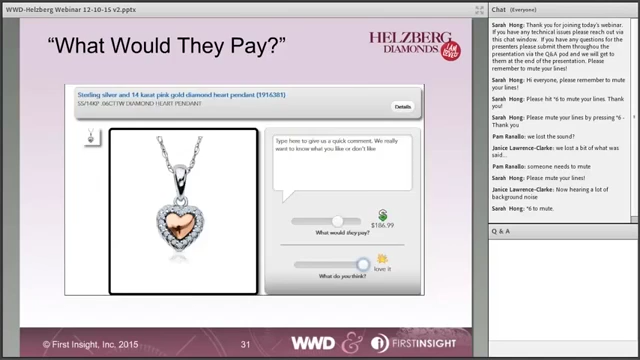 WWD-Helzberg Webinar 12-10-15 v2.pptx
"What Would They Pay?"
HELZBERG
DIAMONDS
I AM
LOVED
Sterling silver and 14 karat pink gold diamond heart pendant (1916381)
SS/14KP .06CTTW DIAMOND HEART PENDANT
Details
Type here to give us a quick comment. We really
want to know what you like or don't like
$186.99
What would they pay?
love it
What do you think?
© First Insight, Inc, 2015
31
WWD & FIRSTINSIGHT
Chat (Everyone)
Sarah Hong: Thank you for joining today's webinar.
If you have any technical issues please reach out via
this chat window. If you have any questions for
the presenters please submit them throughout the
presentation via the Q&A pod and we will get to
them at the end of the presentation. Please
remember to mute your lines!
Sarah Hong: Hi everyone, please remember to mute
your lines!
Sarah Hong: Please hit *6 to mute your lines. Thank
you!
Sarah Hong: Please mute your lines by pressing *6 -
Thank you
Pam Ranallo: we lost the sound?
Janice Lawrence-Clarke: we lost a bit of what was
said...
Pam Ranallo: someone needs to mute
Sarah Hong: Please mute your lines!
Janice Lawrence-Clarke: Now hearing a lot of
background noise
Sarah Hong: *6 to mute.
Q & A